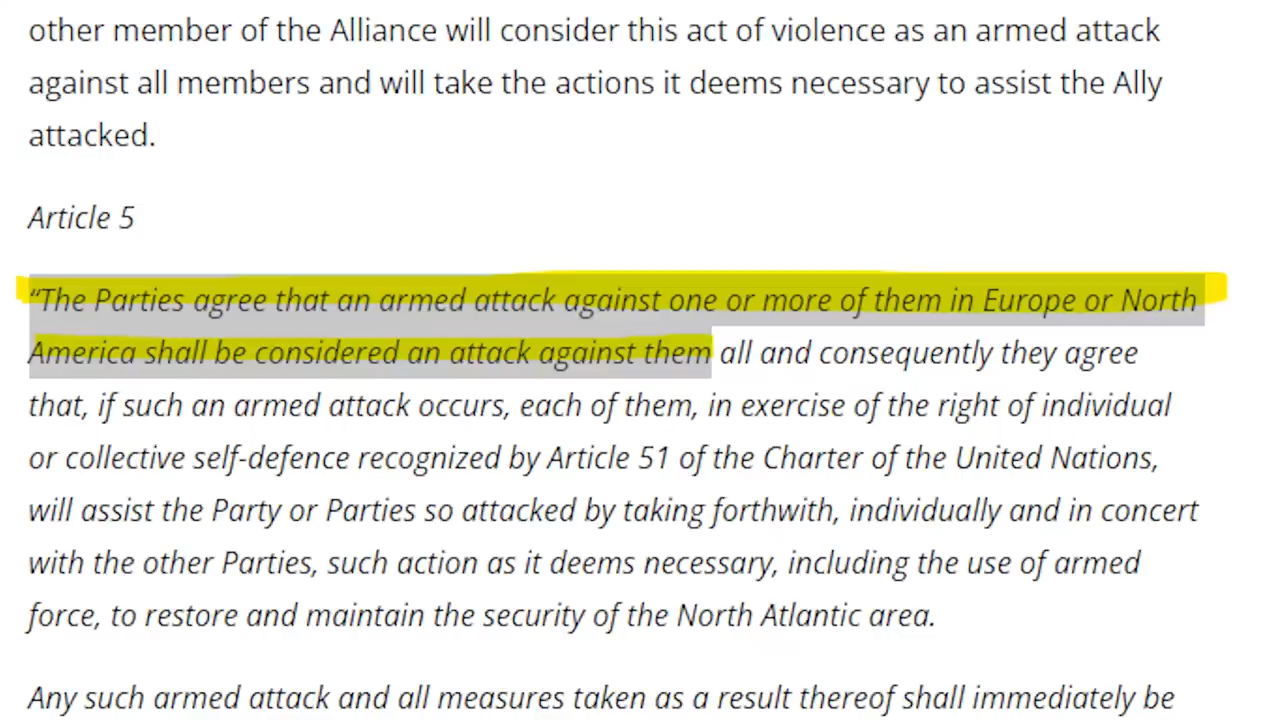 other member of the Alliance will consider this act of violence as an armed attack
against all members and will take the actions it deems necessary to assist the Ally
attacked.
Article 5
“The Parties agree that an armed attack against one or more of them in Europe or North
America shall be considered an attack against them all and consequently they agree
that, if such an armed attack occurs, each of them, in exercise of the right of individual
or collective self-defence recognized by Article 51 of the Charter of the United Nations,
will assist the Party or Parties so attacked by taking forthwith, individually and in concert
with the other Parties, such action as it deems necessary, including the use of armed
force, to restore and maintain the security of the North Atlantic area.
Any such armed attack and all measures taken as a result thereof shall immediately be